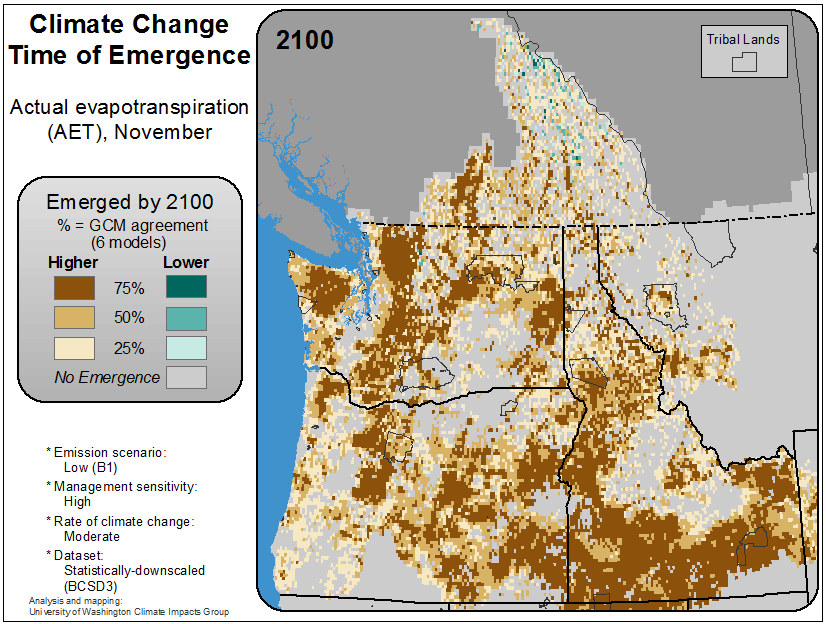 Climate Change
Time of Emergence
Actual evapotranspiration
(AET), November
Emerged by 2100
% = GCM agreement
(6 models)
Higher Lower
75%
50%
25%
No Emergence
* Emission scenario:
Low (B1)
* Management sensitivity:
High
* Rate of climate change:
Moderate
* Dataset:
Statistically-downscaled
(BCSD3)
Analysis and mapping:
University of Washington Climate Impacts Group
2100
Tribal Lands